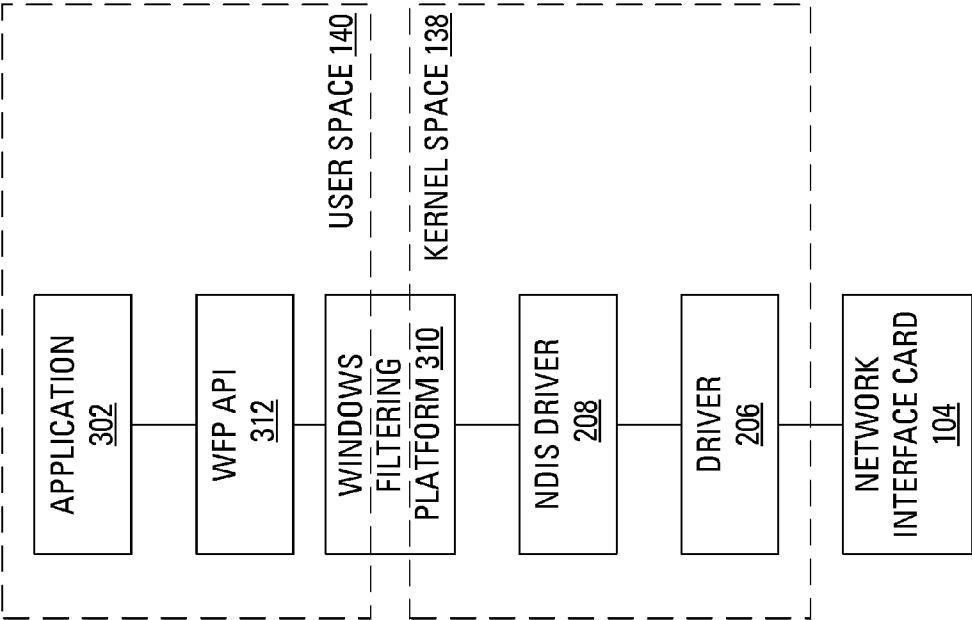 APPLICATION
302
WFP API
312
USER SPACE 140
WINDOWS
FILTERING
PLATFORM 310
KERNEL SPACE 138
NDIS DRIVER
208
DRIVER
206
NETWORK
INTERFACE CARD
104